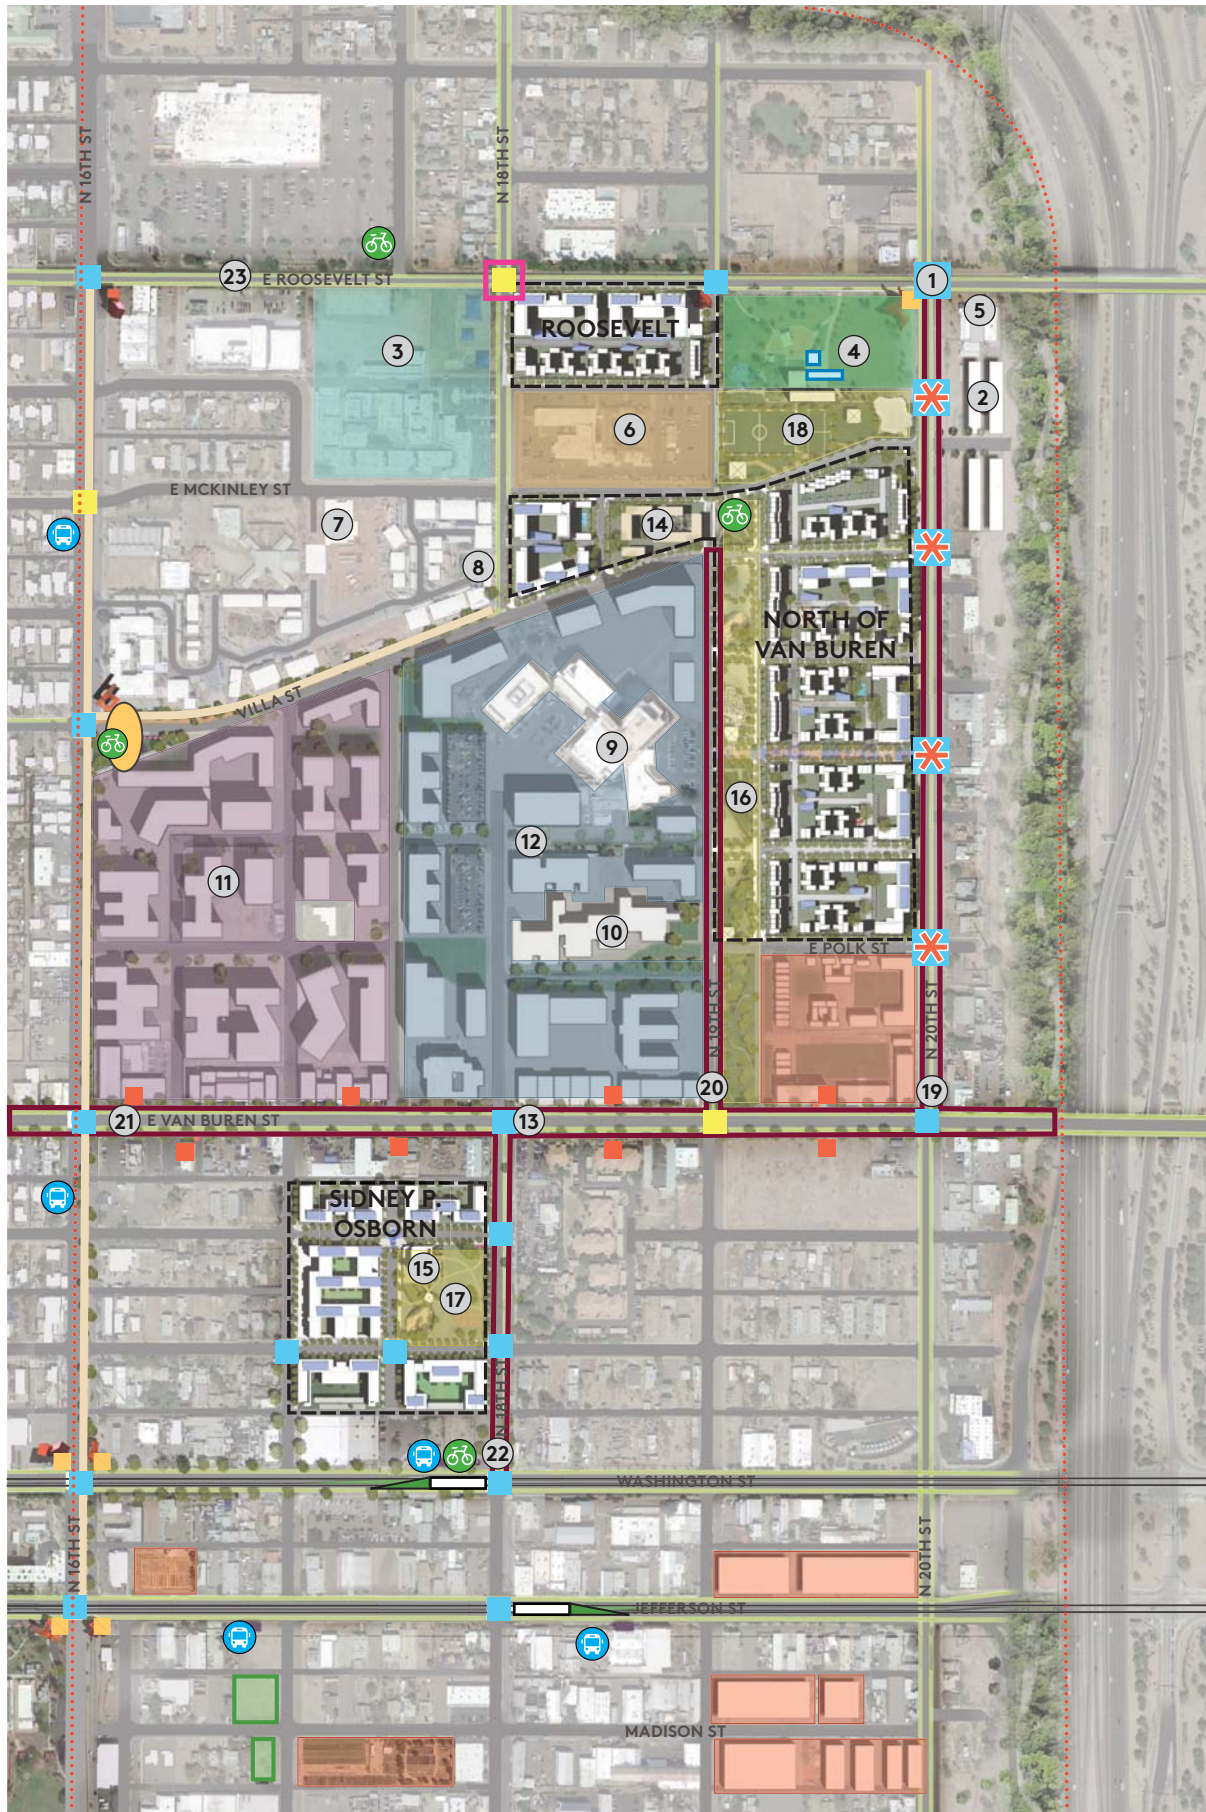 N 16TH ST
N 18TH ST
23
E ROOSEVELT ST
1
5
ROOSEVELT
3
4
2
6
18
E MCKINLEY ST
7
14
8
NORTH OF
VAN BUREN
VILLA ST
9
16
12
11
10
E POLK ST
N 19TH ST
N 20TH ST
20
19
21
E VAN BUREN ST
13
SIDNEY P.
OSBORN
15
17
N 18TH ST
22
WASHINGTON ST
N 16TH ST
N 20TH ST
JEFFERSON ST
MADISON ST